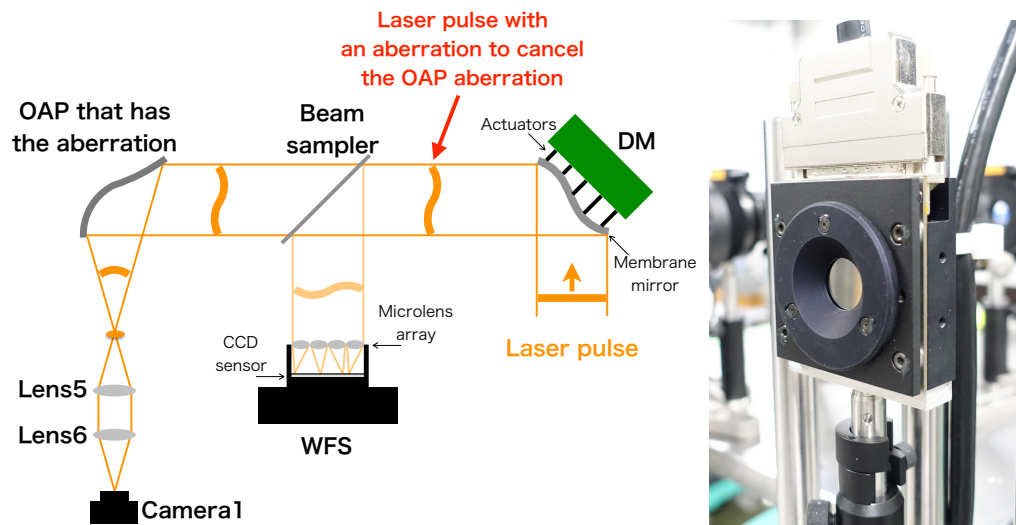 Laser pulse with
an aberration to cancel
the OAP aberration
OAP that has
the aberration
Beam
sampler
Actuators
DM
Membrane
mirror
Microlens
array
CCD
sensor
Laser pulse
Lens5
Lens6
WFS
Camera1